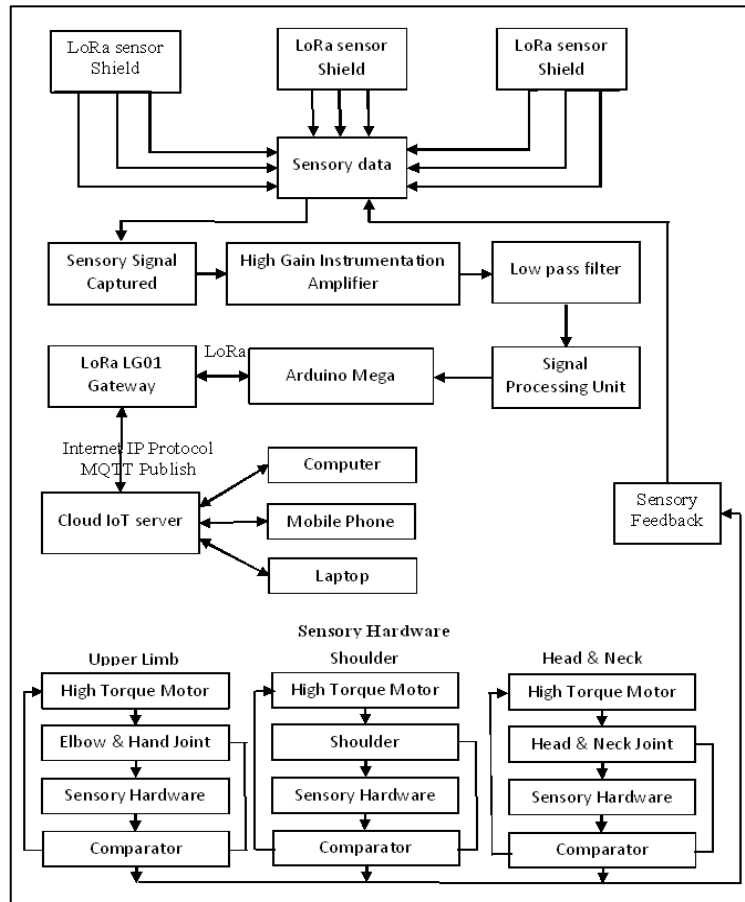 LoRa sensor
Shield
LoRa sensor
Shield
LoRa sensor
Shield
Sensory data
Sensory Signal
Captured
High Gain Instrumentation
Amplifier
Low pass filter
LoRa LG01
Gateway
LoRa
Arduino Mega
Signal
Processing Unit
Internet IP Protocol
MQTT Publish
Cloud IoT server
Computer
Mobile Phone
Laptop
Sensory
Feedback
Sensory Hardware
Upper Limb
High Torque Motor
Elbow & Hand Joint
Sensory Hardware
Comparator
Shoulder
High Torque Motor
Shoulder
Sensory Hardware
Comparator
Head & Neck
High Torque Motor
Head & Neck Joint
Sensory Hardware
Comparator